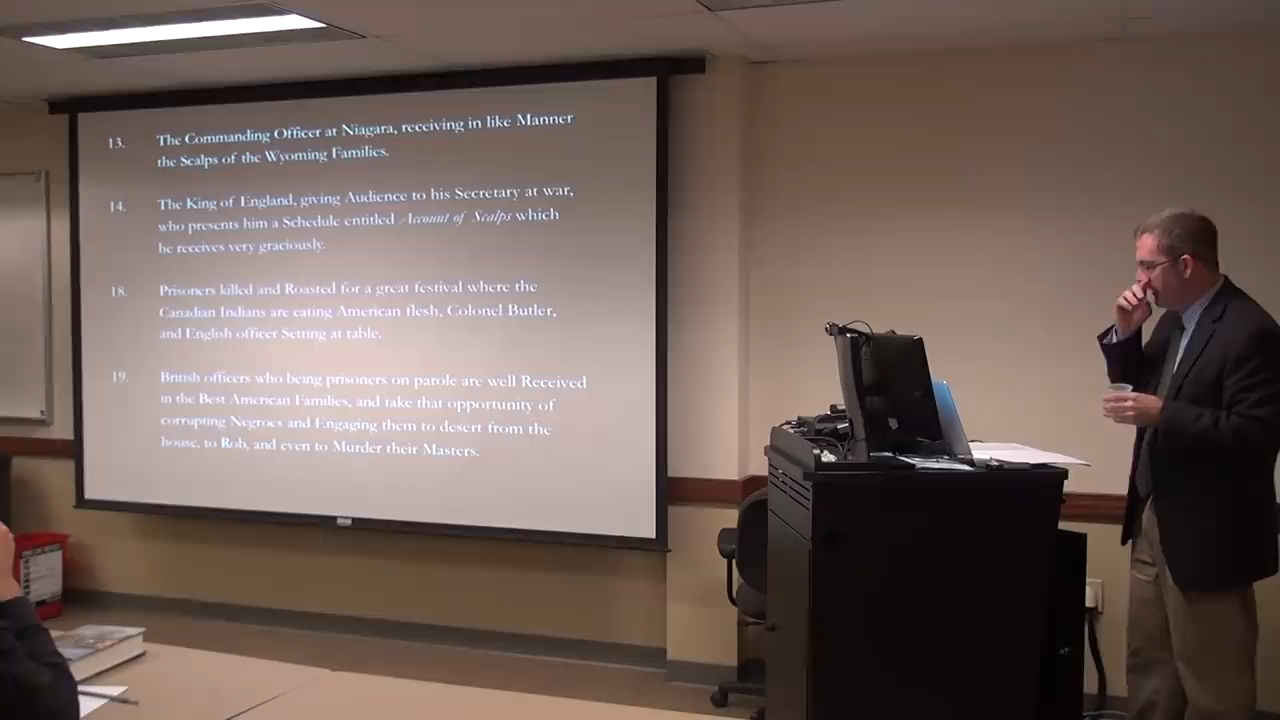 13. The Commanding Officer at Niagara, receiving in like Manner
the Scalps of the Wyoming Families.
14. The King of England, giving Audience to his Secretary at war,
who presents him a Schedule entitled Account of Scalps which
he receives very graciously.
18. Prisoners killed and Roasted for a great festival where the
Canadian Indians are eating American flesh, Colonel Butler,
and English officer Setting at table.
19. British officers who being prisoners on parole are well Received
in the Best American Families, and take that opportunity of
corrupting Negroes and Engaging them to desert from the
house, to Rob, and even to Murder their Masters.